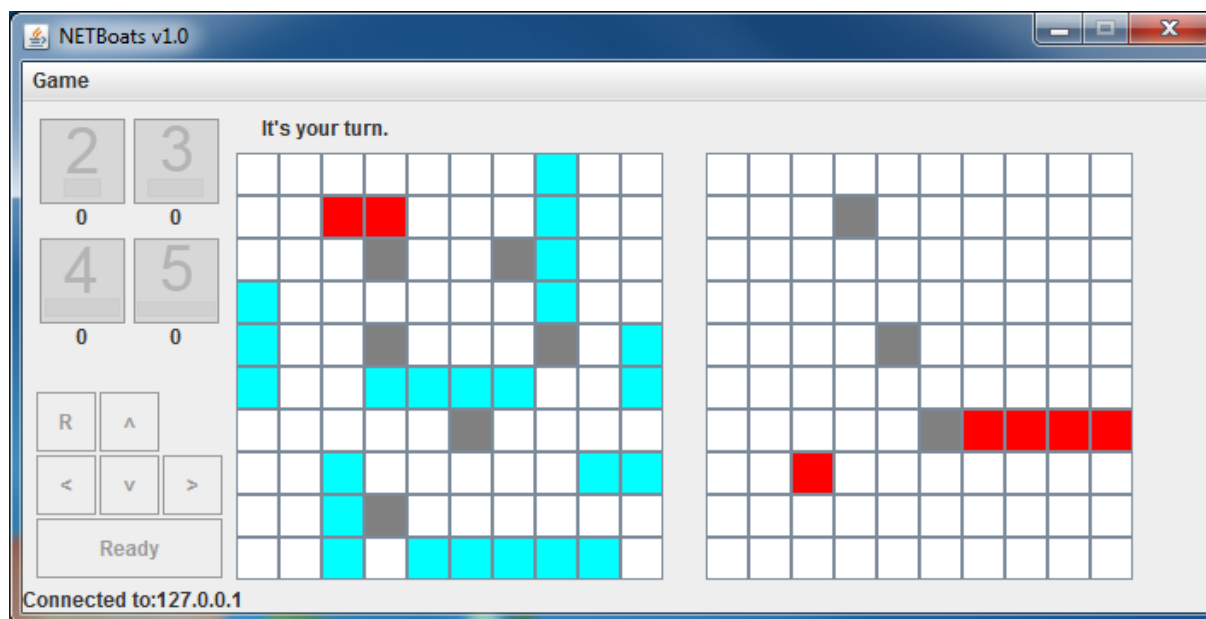 NETBoats v1.0
X
Game
It's your turn.
2 3
0 0
4 5
0 0
R ^
< v >
Ready
Connected to:127.0.0.1